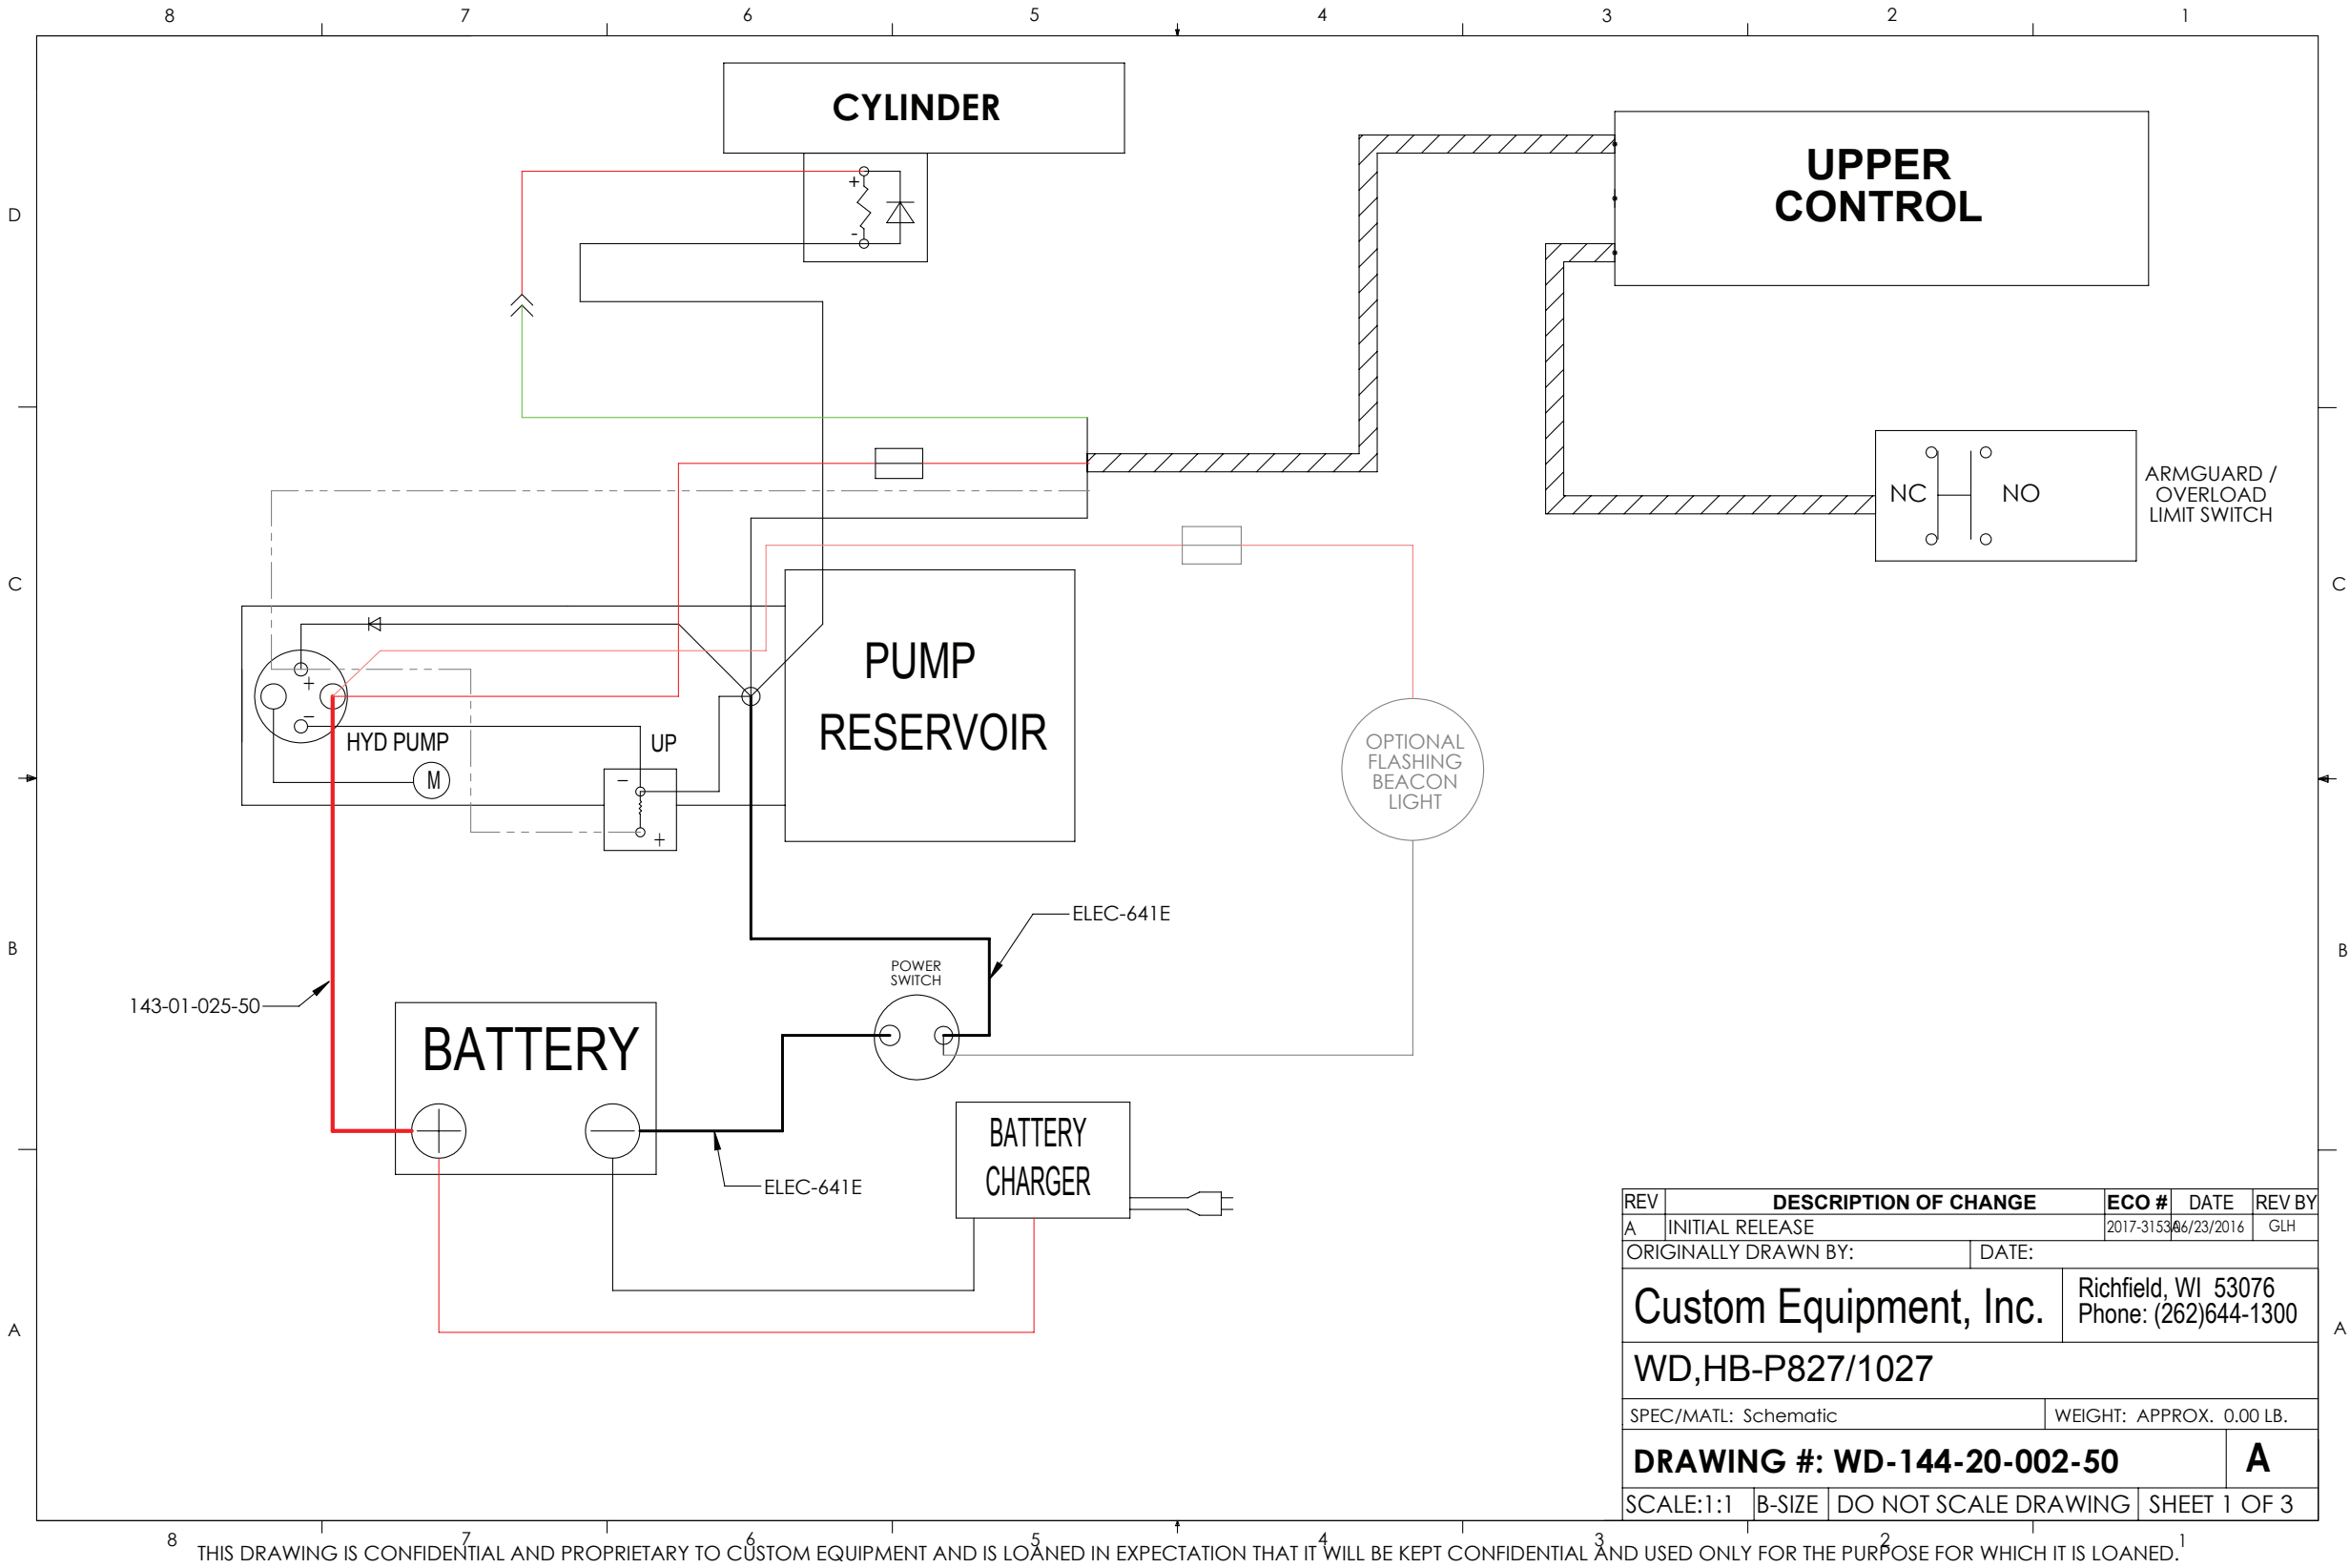 8 7 6 5 4 3 2 1
CYLINDER
+
-
UPPER
CONTROL
D
NC NO
ARMGUARD /
OVERLOAD
LIMIT SWITCH
C C
PUMP
RESERVOIR
+
−
HYD PUMP
M
UP
−
+
OPTIONAL
FLASHING
BEACON
LIGHT
ELEC-641E
B B
POWER
SWITCH
143-01-025-50
BATTERY
ELEC-641E
BATTERY
CHARGER
A A
REV DESCRIPTION OF CHANGE ECO # DATE REV BY
A INITIAL RELEASE 2017-3153A 06/23/2016 GLH
ORIGINALLY DRAWN BY: DATE:
Custom Equipment, Inc.
Richfield, WI 53076
Phone: (262)644-1300
WD,HB-P827/1027
SPEC/MATL: Schematic WEIGHT: APPROX. 0.00 LB.
DRAWING #: WD-144-20-002-50 A
SCALE:1:1 B-SIZE DO NOT SCALE DRAWING SHEET 1 OF 3
8 7 6 5 4 3 2 1
THIS DRAWING IS CONFIDENTIAL AND PROPRIETARY TO CUSTOM EQUIPMENT AND IS LOANED IN EXPECTATION THAT IT WILL BE KEPT CONFIDENTIAL AND USED ONLY FOR THE PURPOSE FOR WHICH IT IS LOANED.